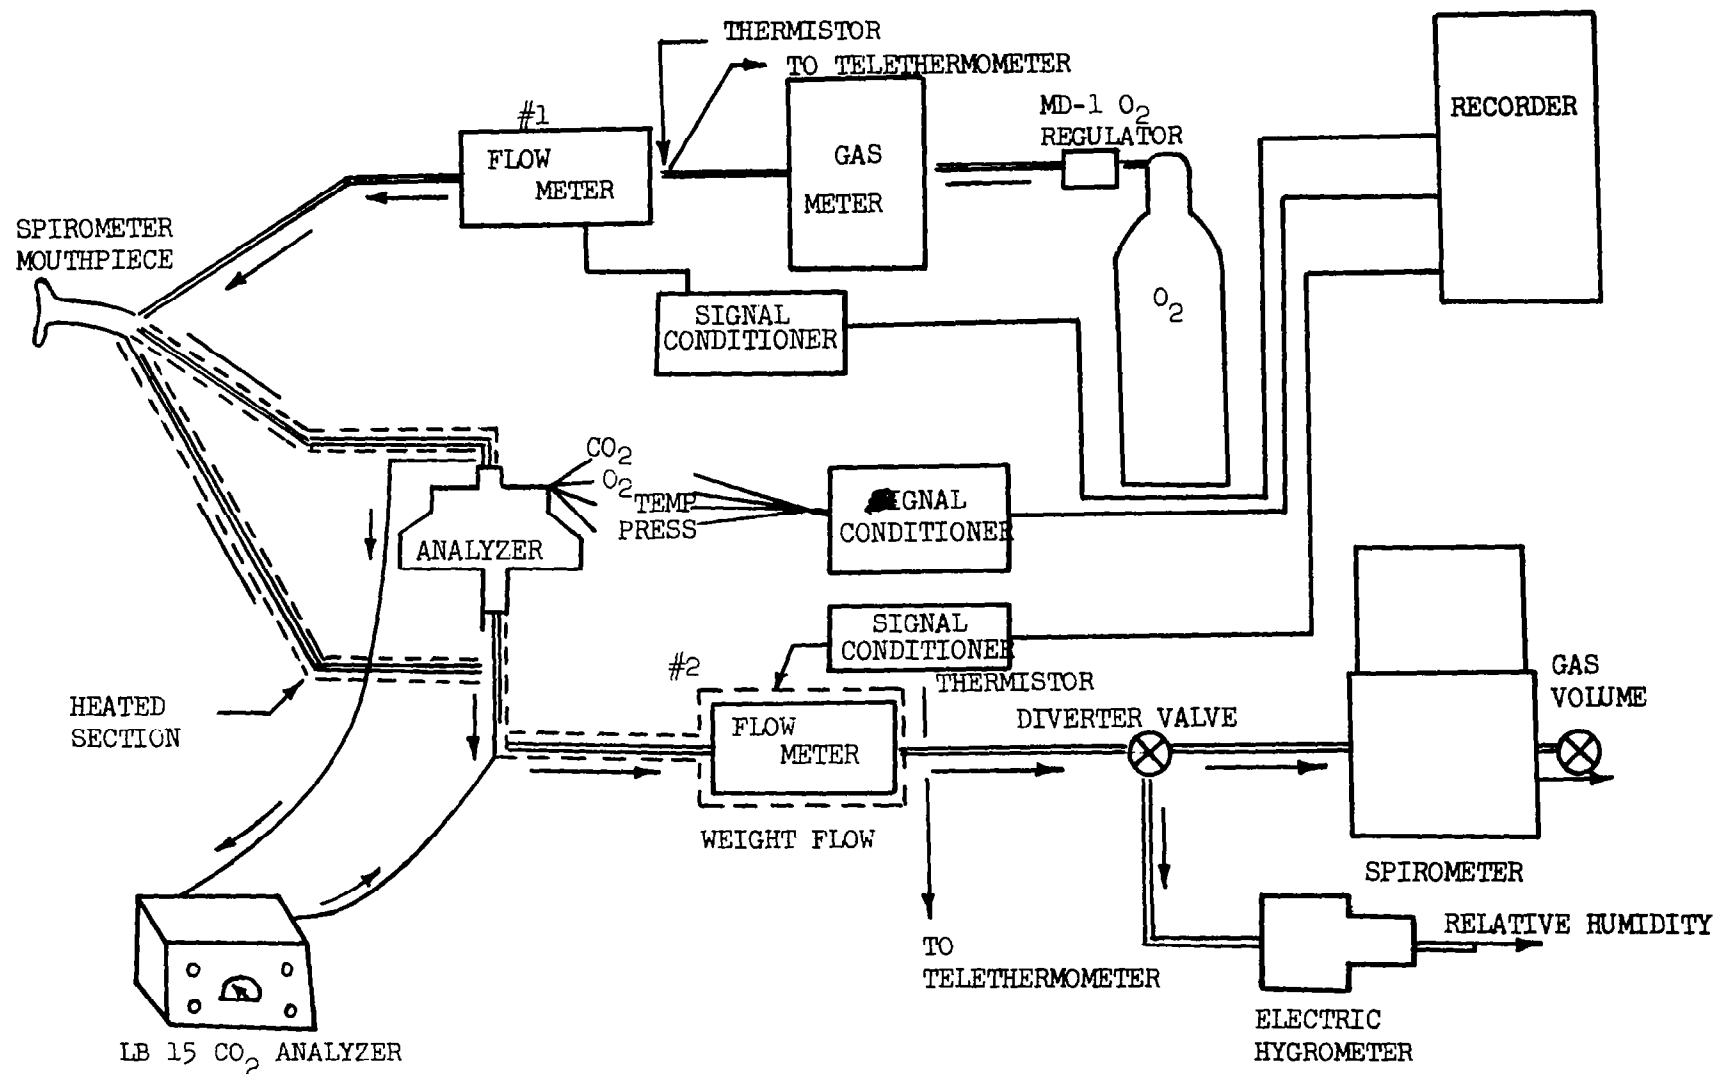 THERMISTOR
TO TELETHERMOMETER
#1
FLOW
METER
GAS
METER
MD-1 O2
REGULATOR
RECORDER
SPIROMETER
MOUTHPIECE
SIGNAL
CONDITIONER
O2
CO2
O2
TEMP
PRESS
ANALYZER
SIGNAL
CONDITIONER
SIGNAL
CONDITIONER
#2
THERMISTOR
FLOW
METER
DIVERTER VALVE
GAS
VOLUME
HEATED
SECTION
WEIGHT FLOW
SPIROMETER
TO
TELETHERMOMETER
RELATIVE HUMIDITY
ELECTRIC
HYGROMETER
LB 15 CO2 ANALYZER